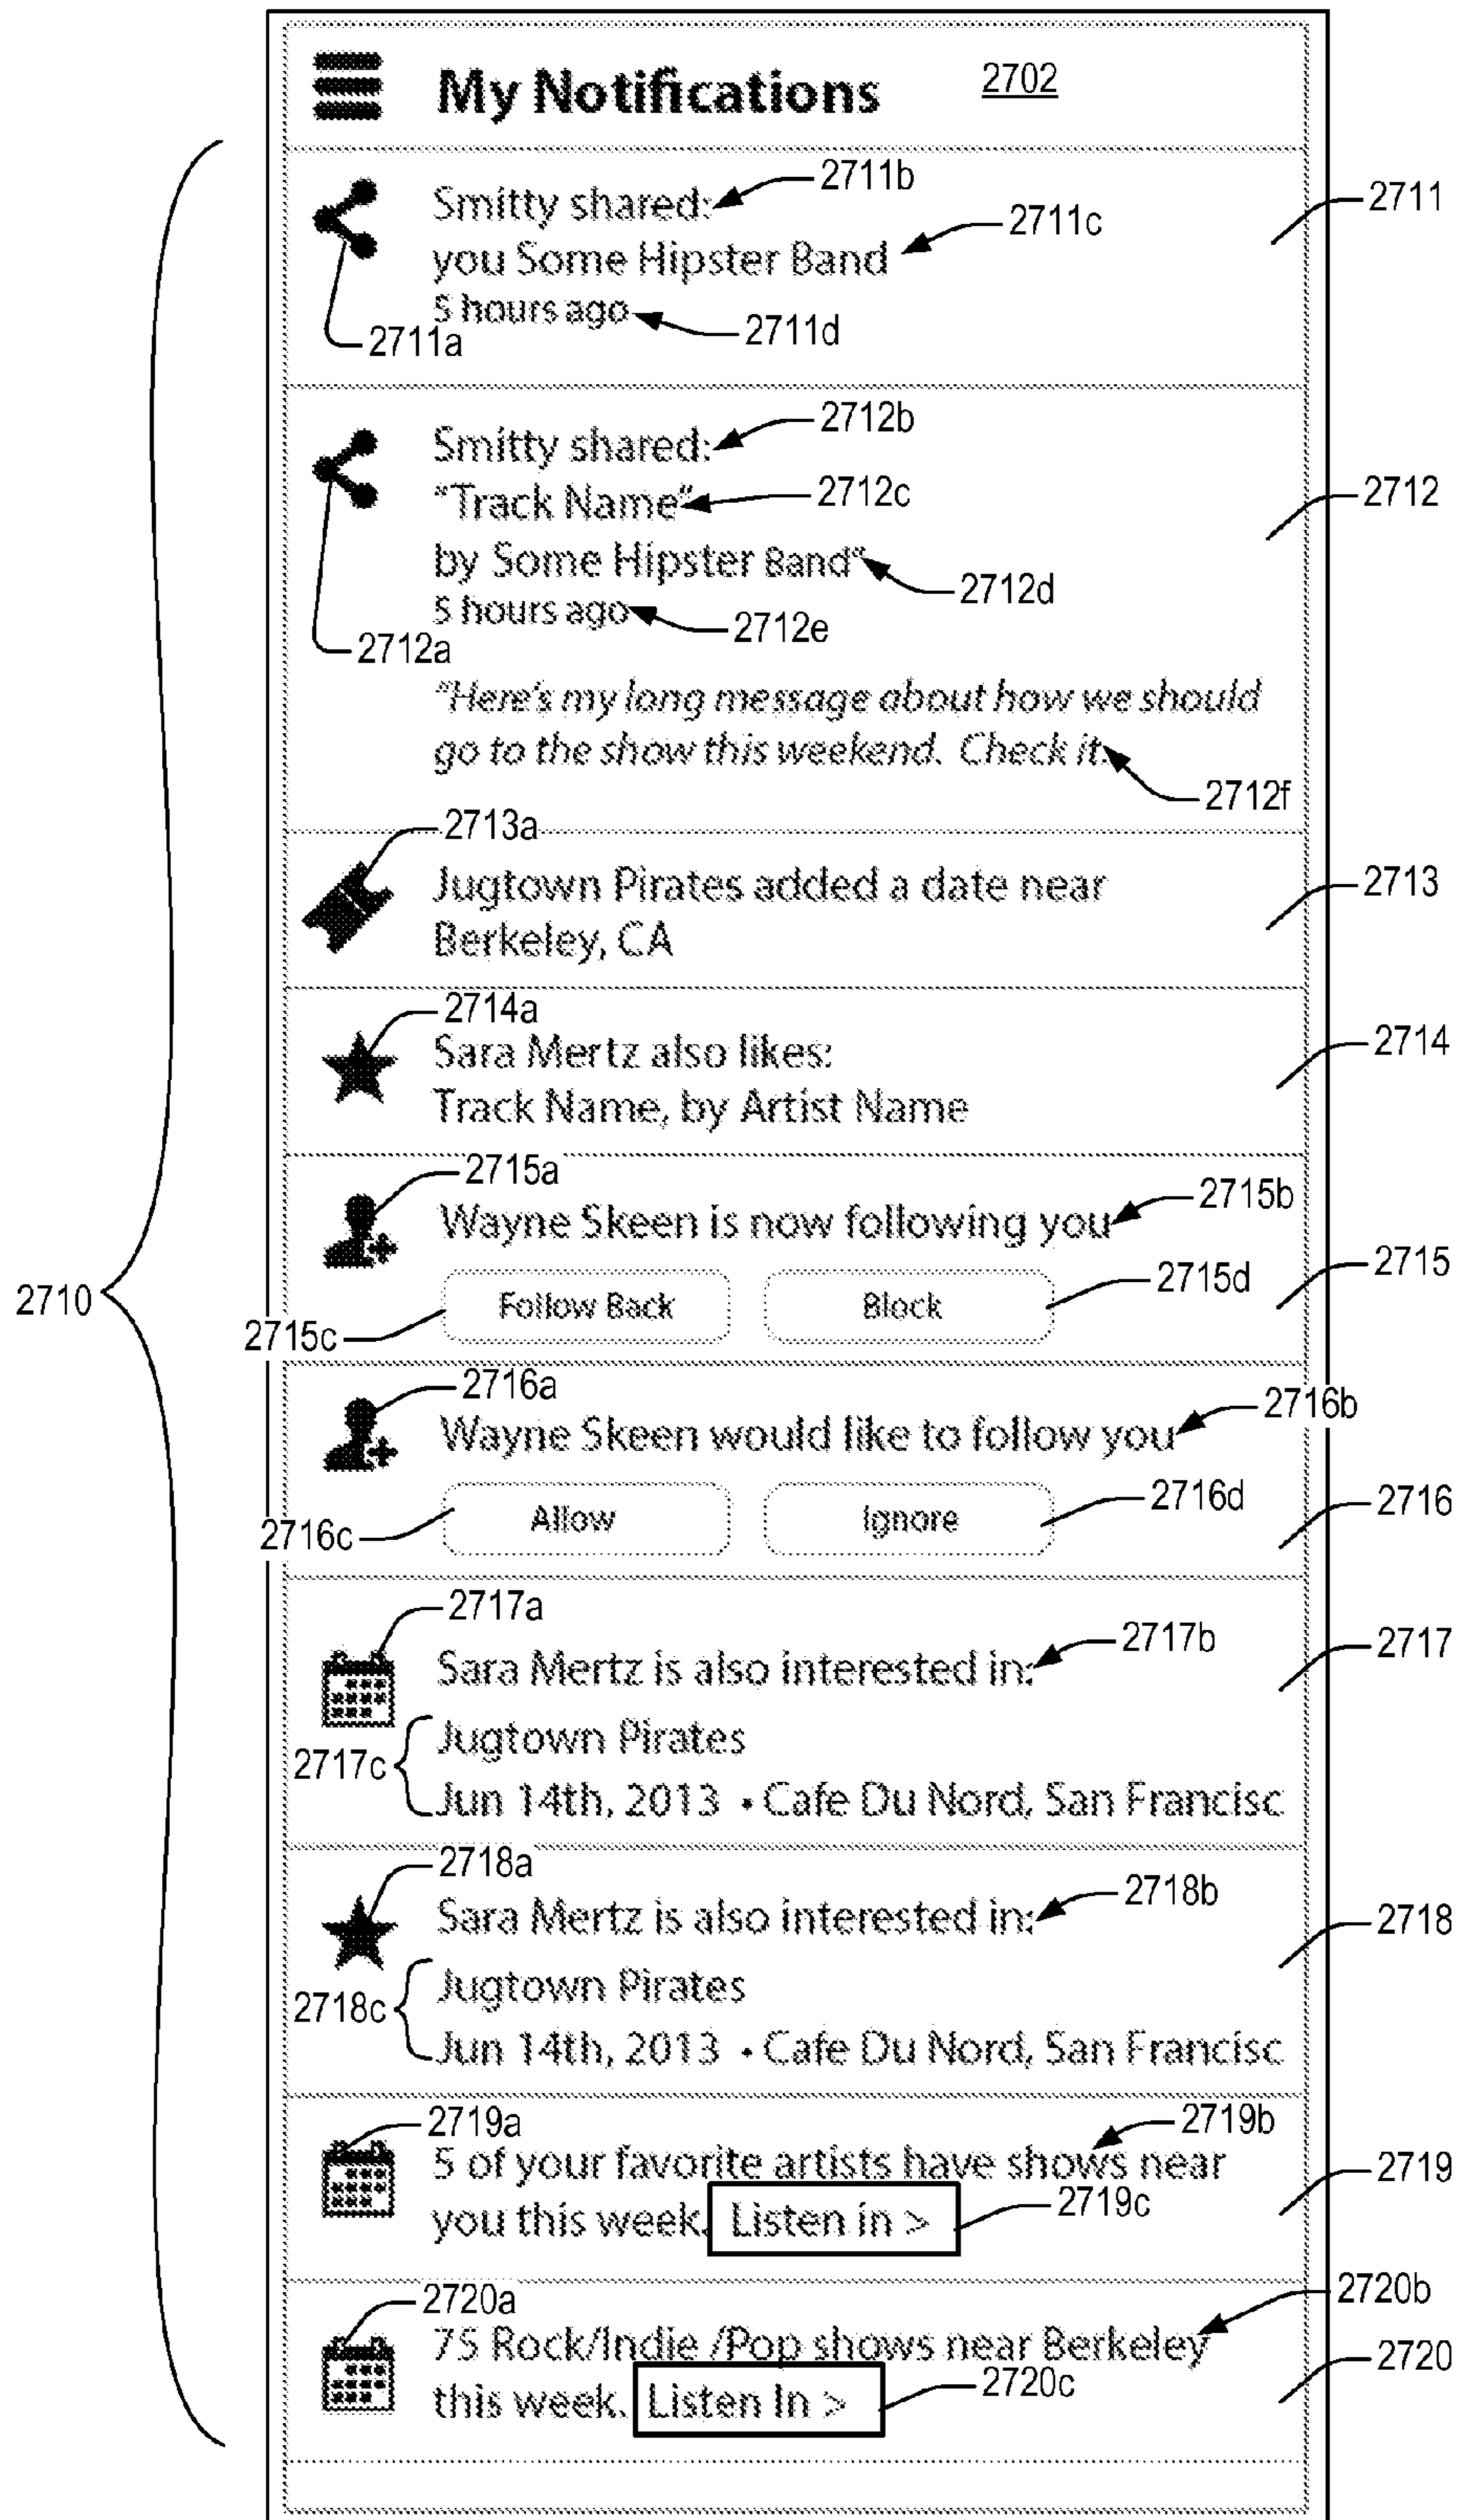 My Notifications 2702
Smitty shared: 2711b
2711
you Some Hipster Band 2711c
5 hours ago 2711d
2711a
Smitty shared: 2712b
"Track Name" 2712c
2712
by Some Hipster Band" 2712d
5 hours ago 2712e
2712a
"Here's my long message about how we should
go to the show this weekend. Check it.
2712f
2713a
Jugtown Pirates added a date near
2713
Berkeley, CA
2714a
Sara Mertz also likes:
2714
Track Name, by Artist Name
2715a
Wayne Skeen is now following you 2715b
2715
2710
Follow Back Block 2715d
2715c
2716a
Wayne Skeen would like to follow you 2716b
2716
Allow Ignore 2716d
2716c
2717a
Sara Mertz is also interested in: 2717b
2717
Jugtown Pirates
2717c
Jun 14th, 2013 • Cafe Du Nord, San Francisc
2718a
Sara Mertz is also interested in: 2718b
2718
Jugtown Pirates
2718c
Jun 14th, 2013 • Cafe Du Nord, San Francisc
2719a 2719b
5 of your favorite artists have shows near
2719
you this week. Listen in > 2719c
2720a 2720b
75 Rock/Indie /Pop shows near Berkeley
2720
this week. Listen In > 2720c